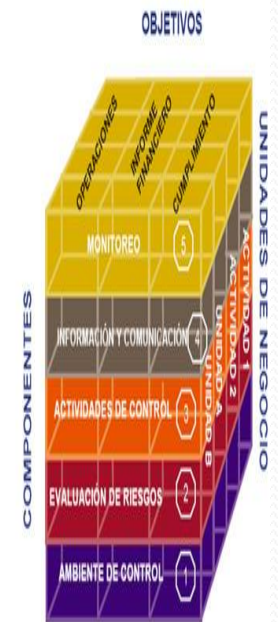 OBJETIVOS
OPERACIONES
INFORME
FINANCIERO
CUMPLIMIENTO
MONITOREO 5
INFORMACIÓN Y COMUNICACIÓN 4
ACTIVIDADES DE CONTROL 3
EVALUACIÓN DE RIESGOS 2
AMBIENTE DE CONTROL 1
COMPONENTES
UNIDAD B
UNIDAD A
ACTIVIDAD 2
ACTIVIDAD 1
UNIDADES DE NEGOCIO